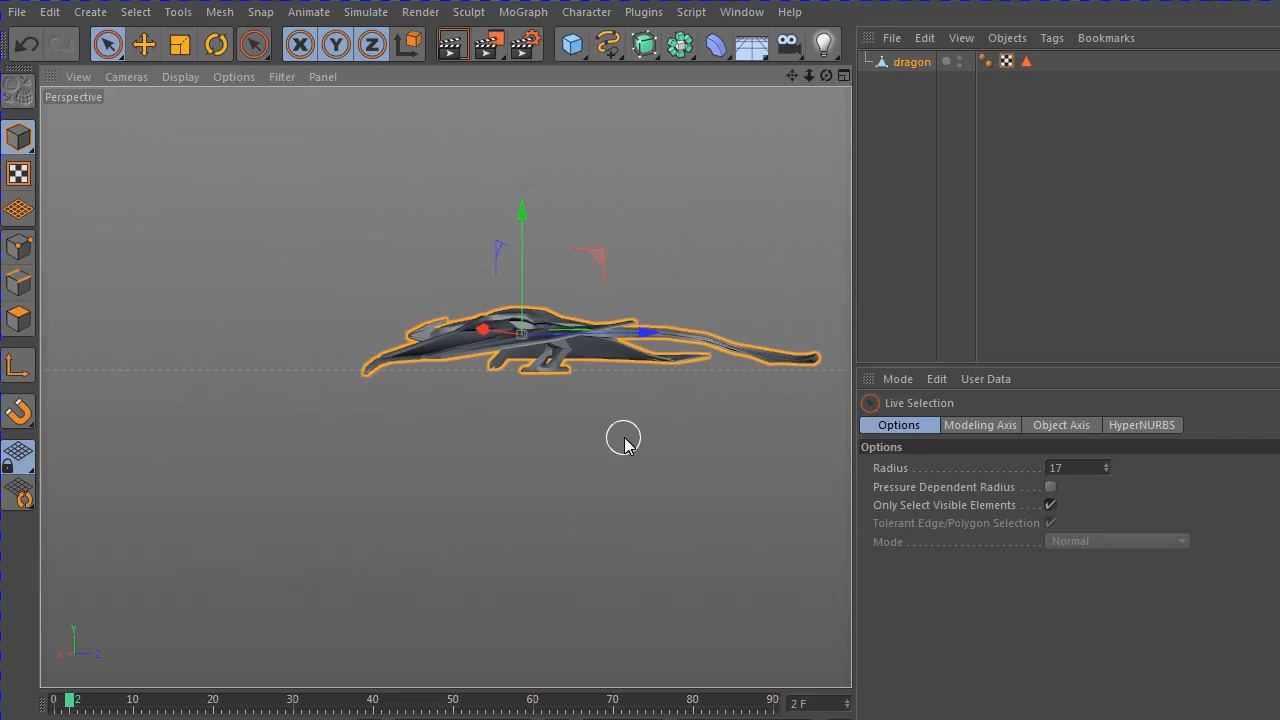 File Edit Create Select Tools Mesh Snap Animate Simulate Render Sculpt MoGraph Character Plugins Script Window Help
X Y Z
File Edit View Objects Tags Bookmarks
dragon
View Cameras Display Options Filter Panel
Perspective
Mode Edit User Data
Live Selection
Options Modeling Axis Object Axis HyperNURBS
Options
Radius 17
Pressure Dependent Radius
Only Select Visible Elements
Tolerant Edge/Polygon Selection
Mode Normal
Y
X Z
0 2 10 20 30 40 50 60 70 80 90 2 F